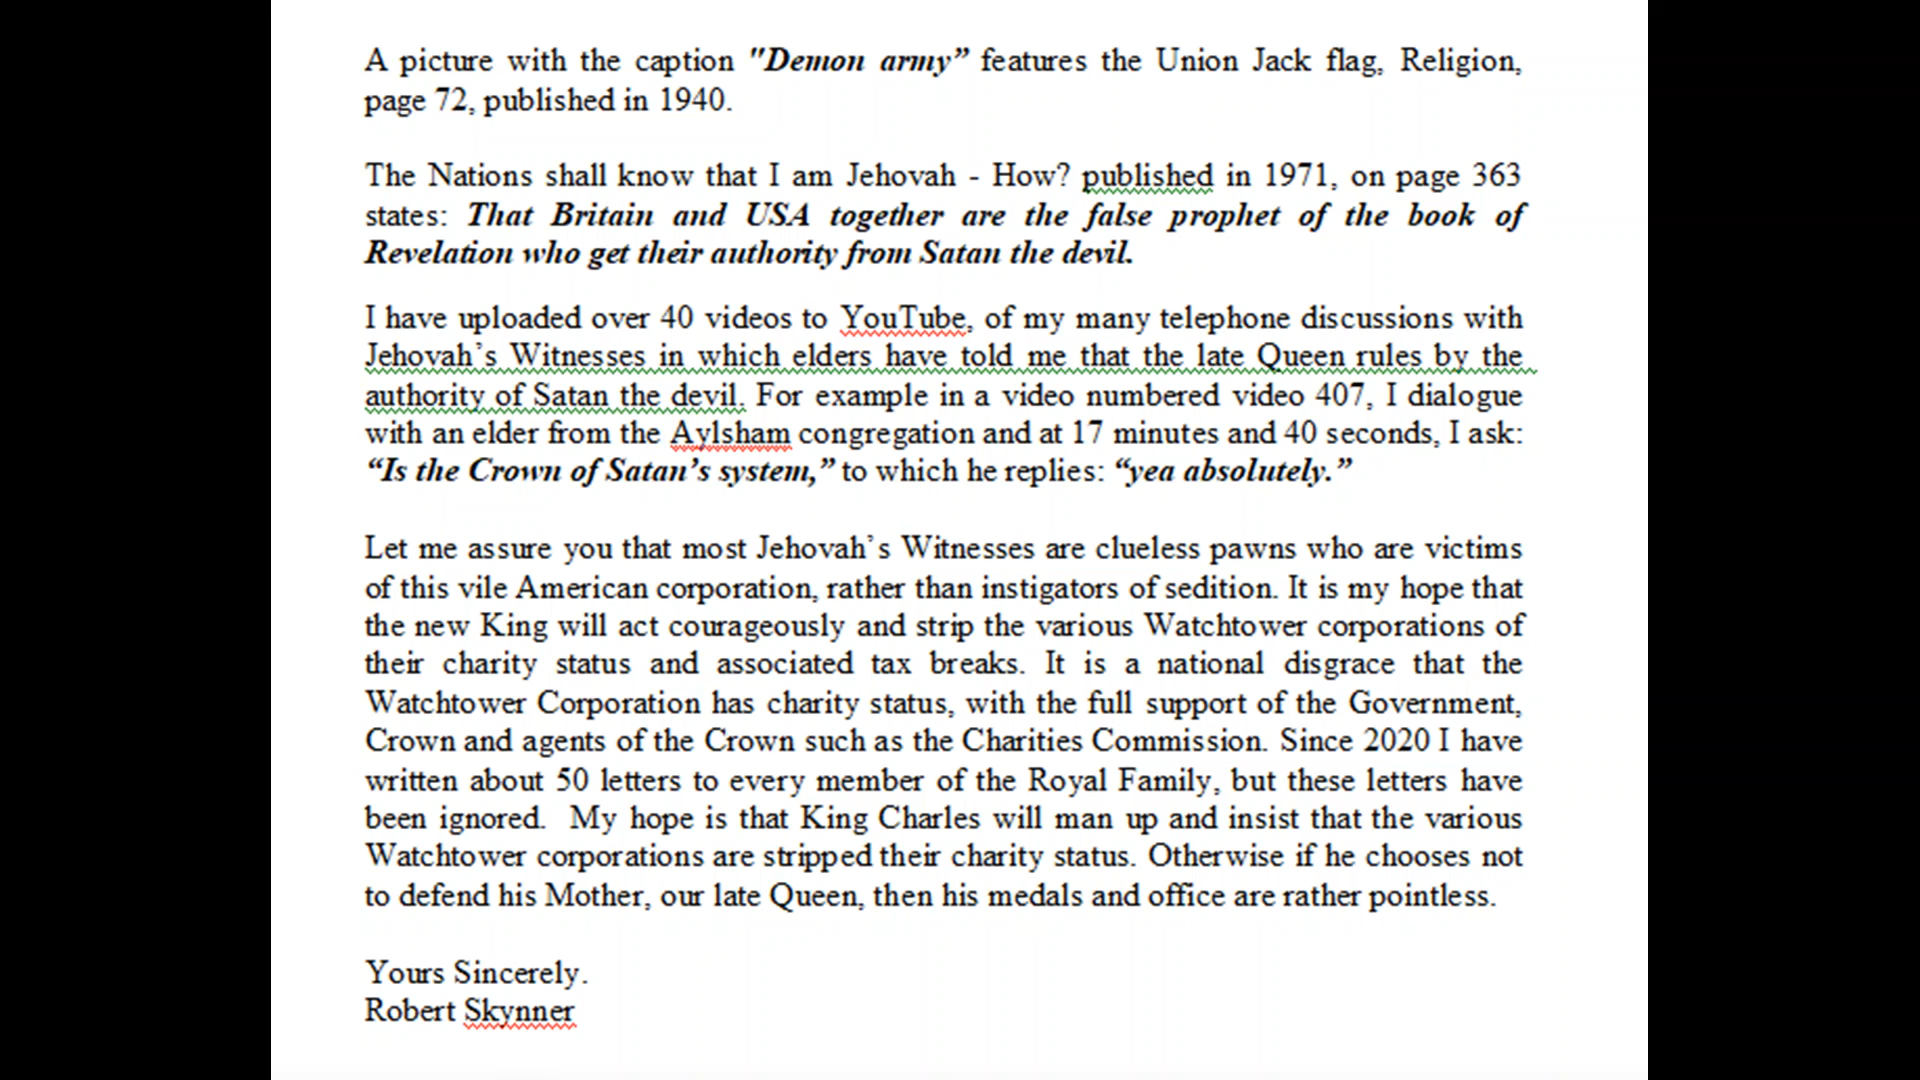 A picture with the caption "Demon army” features the Union Jack flag, Religion,
page 72, published in 1940.
The Nations shall know that I am Jehovah - How? published in 1971, on page 363
states: That Britain and USA together are the false prophet of the book of
Revelation who get their authority from Satan the devil.
I have uploaded over 40 videos to YouTube, of my many telephone discussions with
Jehovah’s Witnesses in which elders have told me that the late Queen rules by the
authority of Satan the devil. For example in a video numbered video 407, I dialogue
with an elder from the Aylsham congregation and at 17 minutes and 40 seconds, I ask:
“Is the Crown of Satan’s system,” to which he replies: “yea absolutely.”
Let me assure you that most Jehovah’s Witnesses are clueless pawns who are victims
of this vile American corporation, rather than instigators of sedition. It is my hope that
the new King will act courageously and strip the various Watchtower corporations of
their charity status and associated tax breaks. It is a national disgrace that the
Watchtower Corporation has charity status, with the full support of the Government,
Crown and agents of the Crown such as the Charities Commission. Since 2020 I have
written about 50 letters to every member of the Royal Family, but these letters have
been ignored.  My hope is that King Charles will man up and insist that the various
Watchtower corporations are stripped their charity status. Otherwise if he chooses not
to defend his Mother, our late Queen, then his medals and office are rather pointless.
Yours Sincerely.
Robert Skynner